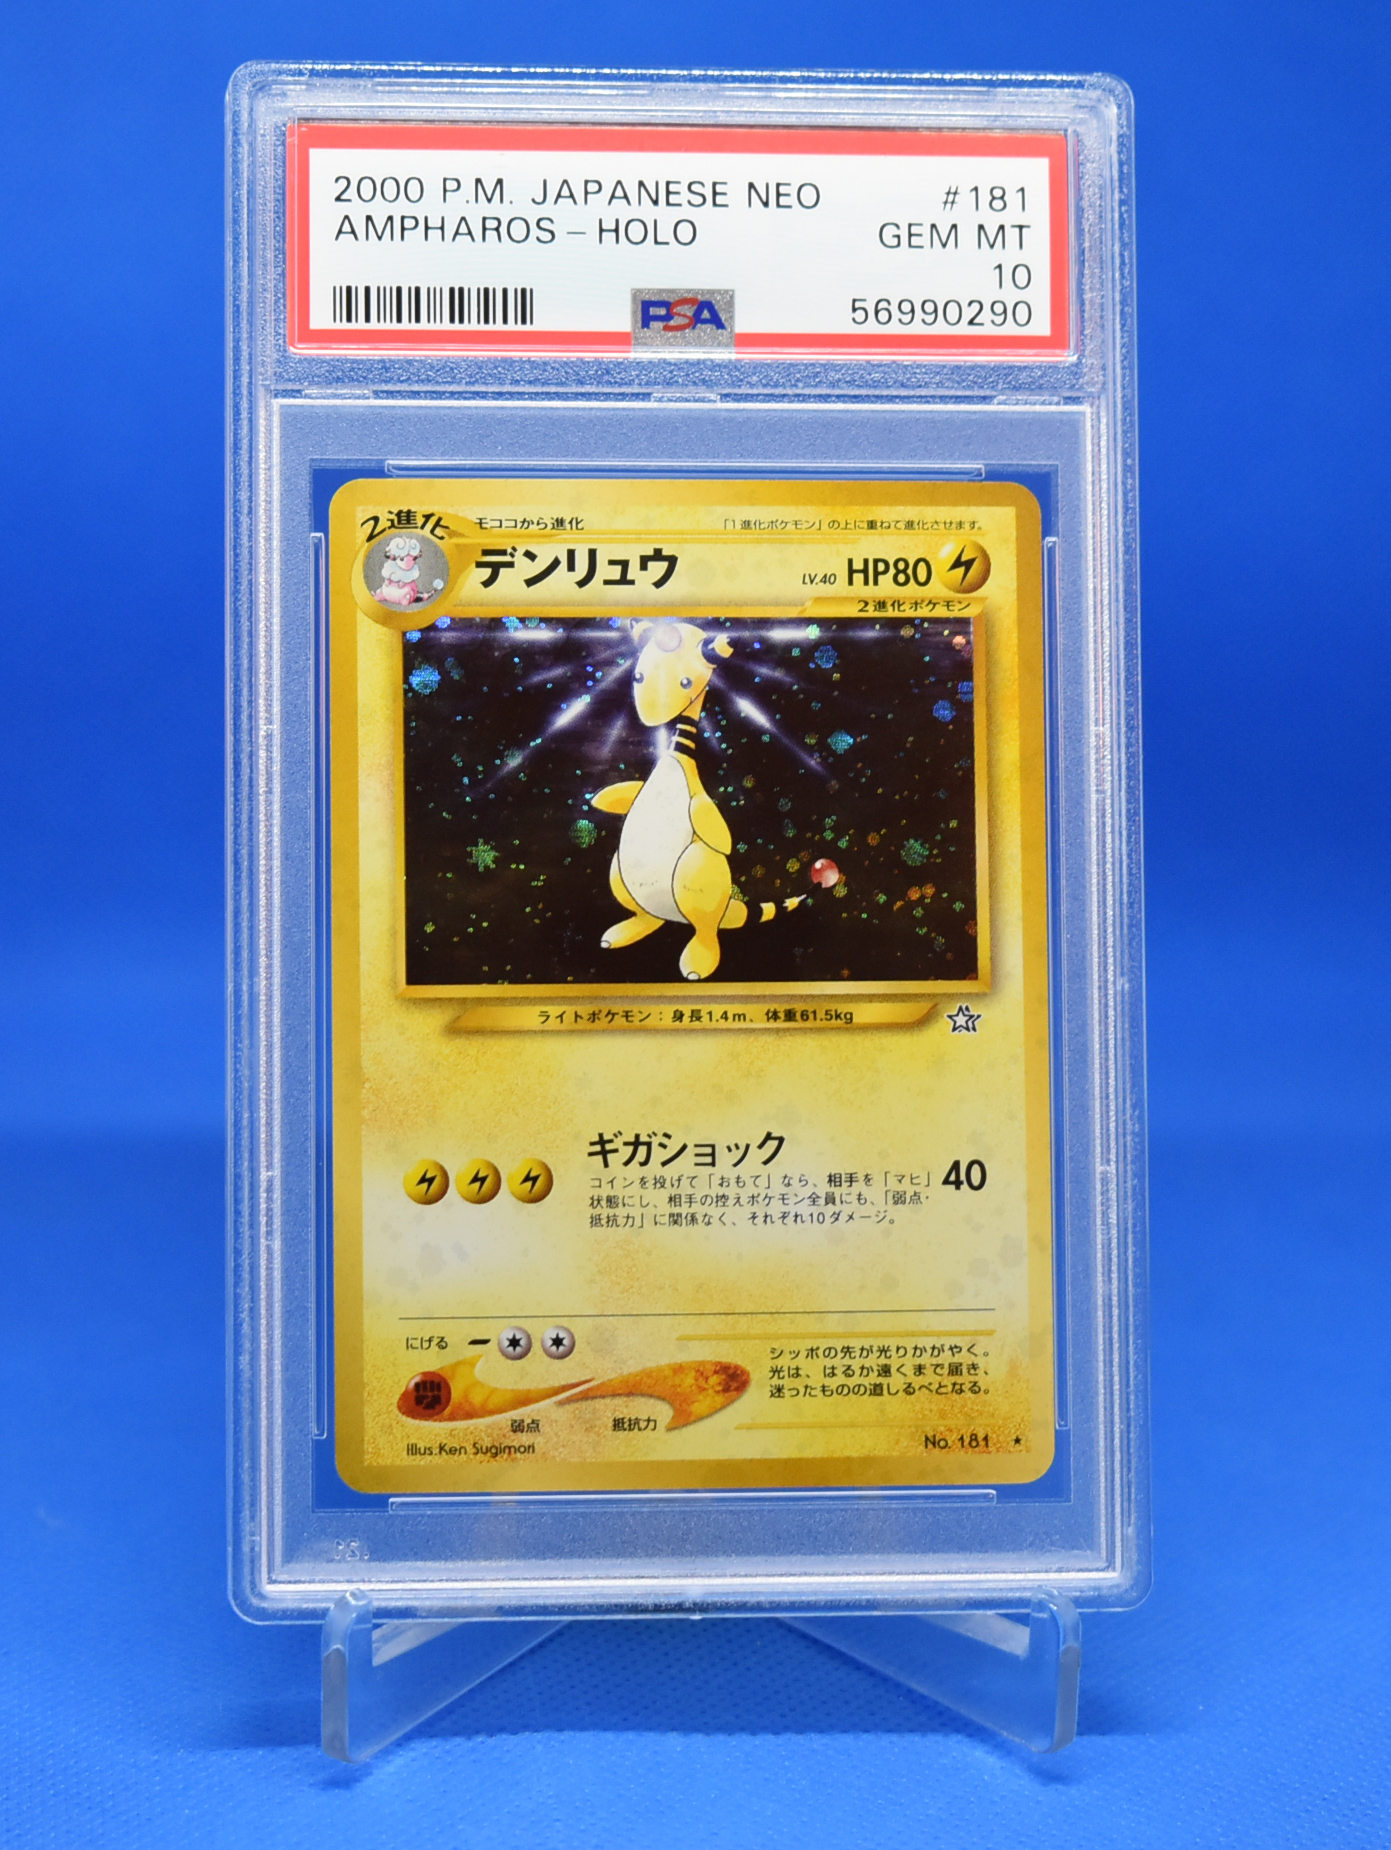 2000 P.M. JAPANESE NEO #181
AMPHAROS – HOLO GEM MT
10
PSA 56990290
2進化
モココから進化 「1進化ポケモン」の上に重ねて進化させます。
デンリュウ LV.40 HP80
2進化ポケモン
ライトポケモン:身長1.4m、体重61.5kg
ギガショック
コインを投げて「おもて」なら、相手を「マヒ」 40
状態にし、相手の控えポケモン全員にも、「弱点・
抵抗力」に関係なく、それぞれ10ダメージ。
にげる
シッポの先が光りかがやく。
光は、はるか遠くまで届き、
迷ったものの道しるべとなる。
弱点 抵抗力
Illus.Ken Sugimori No. 181 ★